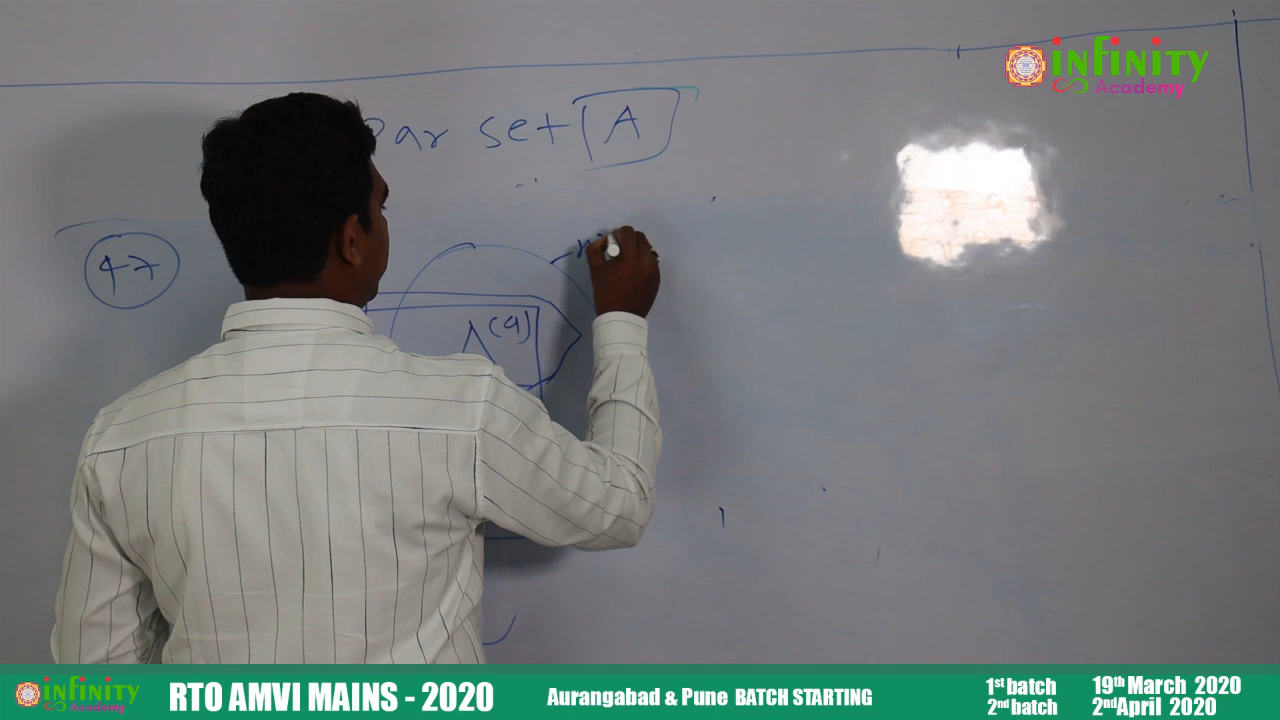 infinity
Academy
par set A
47
(a)
infinity
Academy
RTO AMVI MAINS - 2020
Aurangabad & Pune BATCH STARTING
1st batch 19th March 2020
2nd batch 2nd April 2020